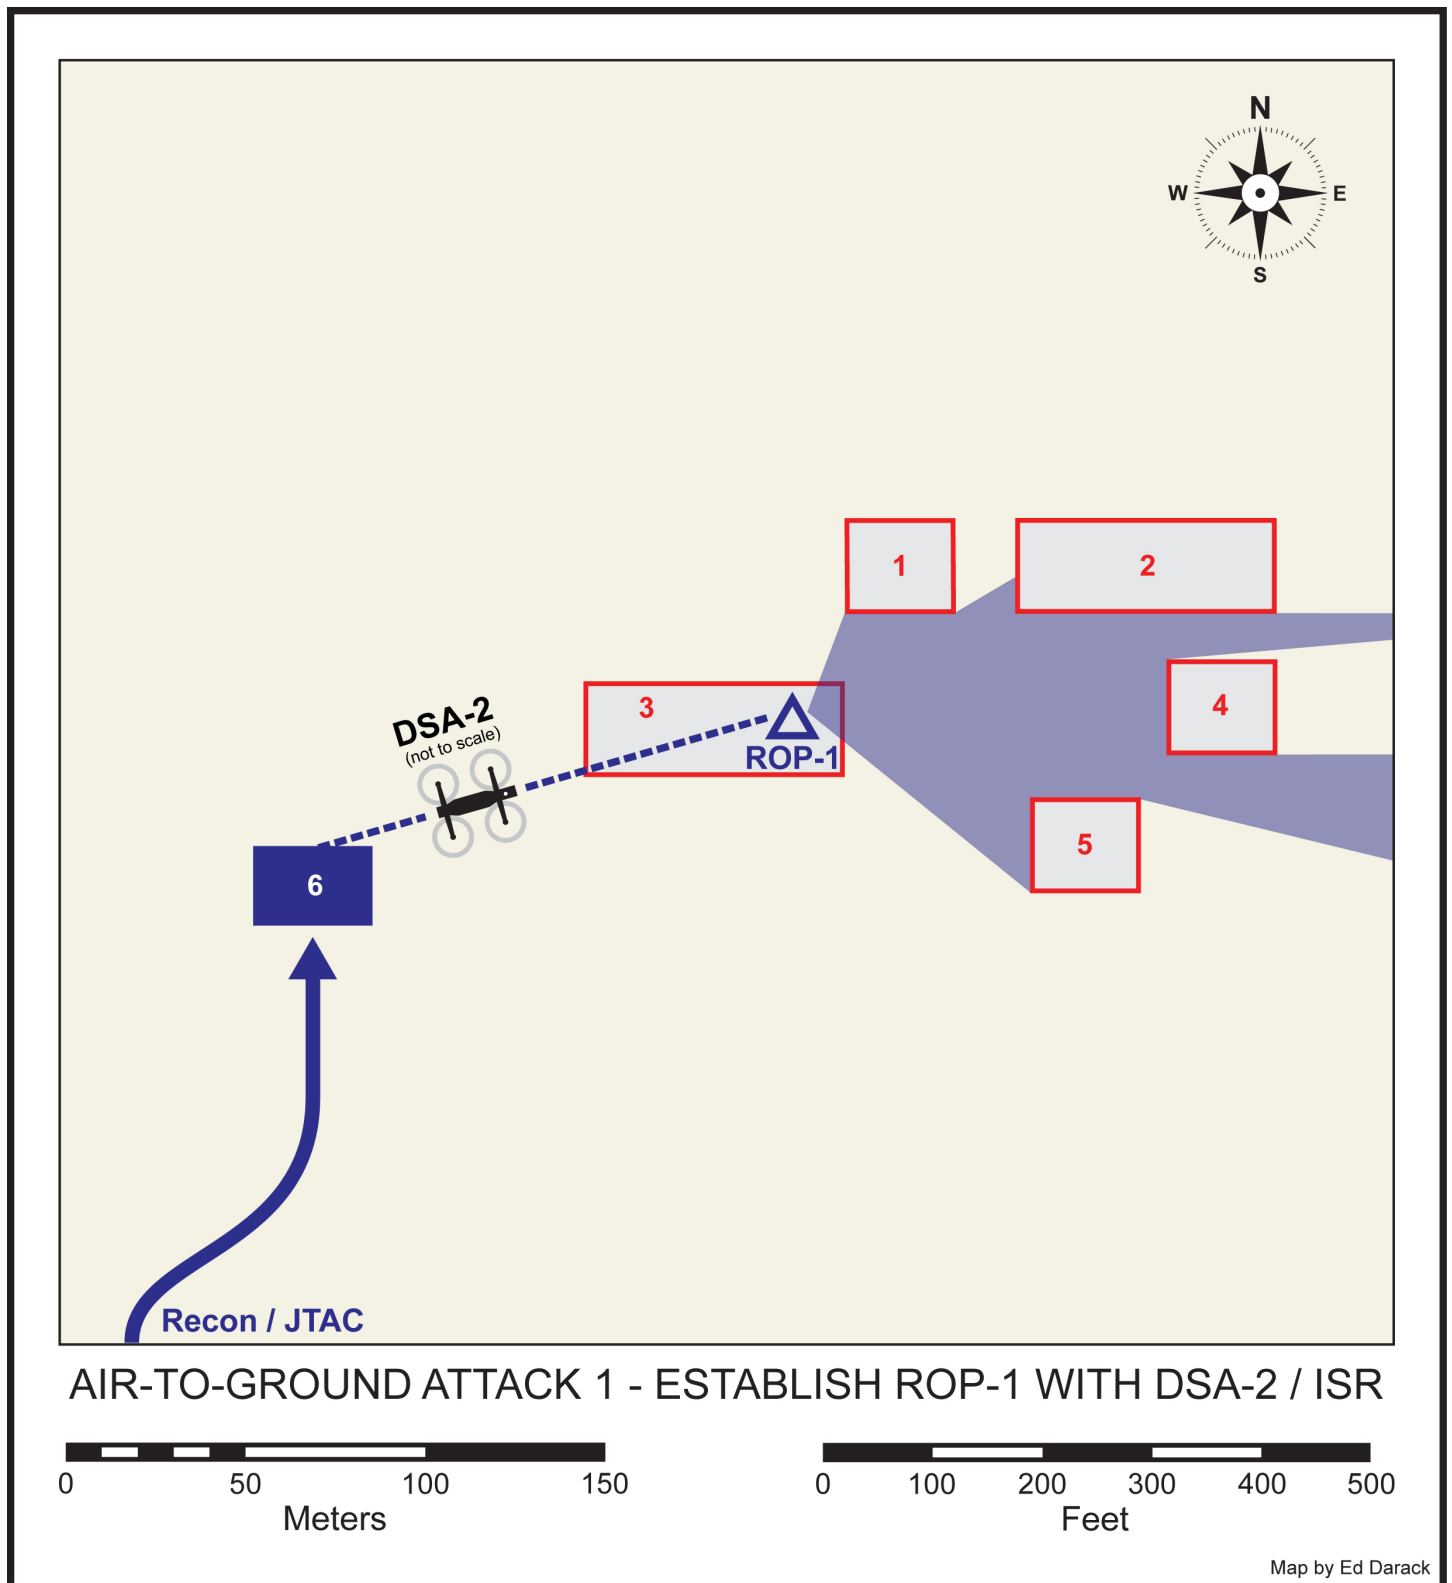 N
W
E
S
1
2
3
4
DSA-2
(not to scale)
ROP-1
5
6
Recon / JTAC
AIR-TO-GROUND ATTACK 1 - ESTABLISH ROP-1 WITH DSA-2 / ISR
0 50 100 150
Meters
0 100 200 300 400 500
Feet
Map by Ed Darack